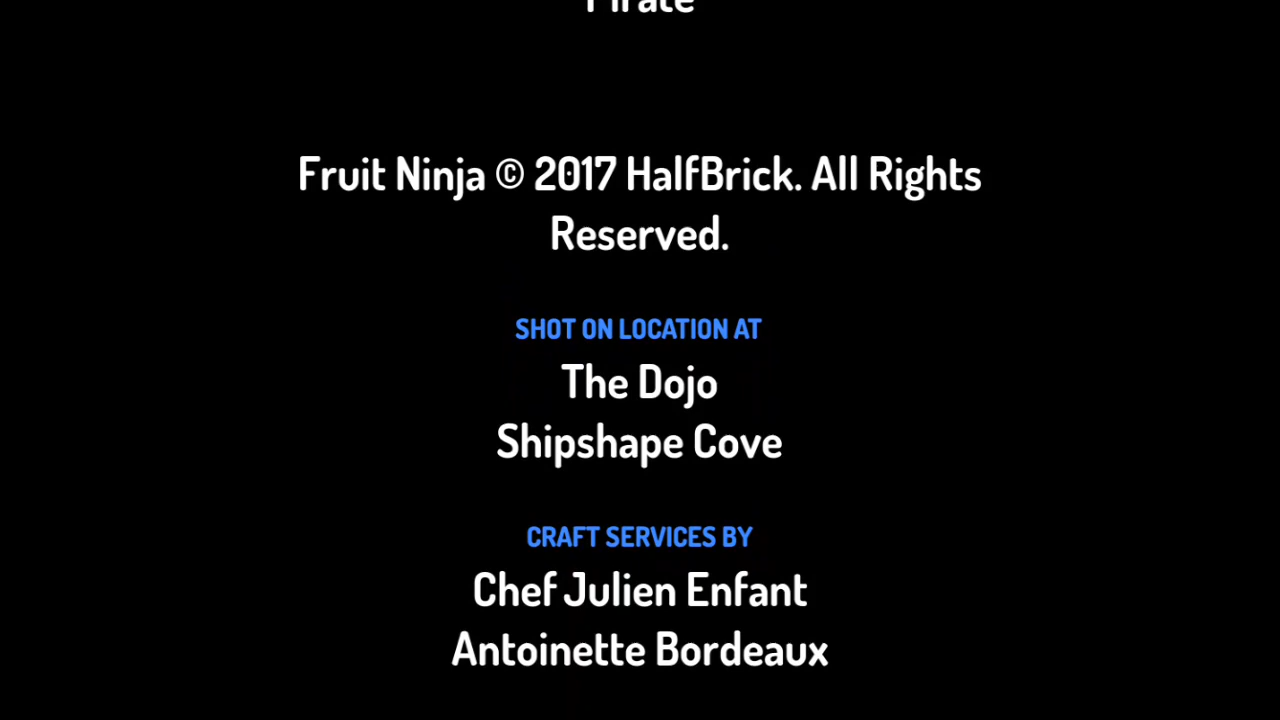 Pirate
Fruit Ninja © 2017 HalfBrick. All Rights
Reserved.
SHOT ON LOCATION AT
The Dojo
Shipshape Cove
CRAFT SERVICES BY
Chef Julien Enfant
Antoinette Bordeaux